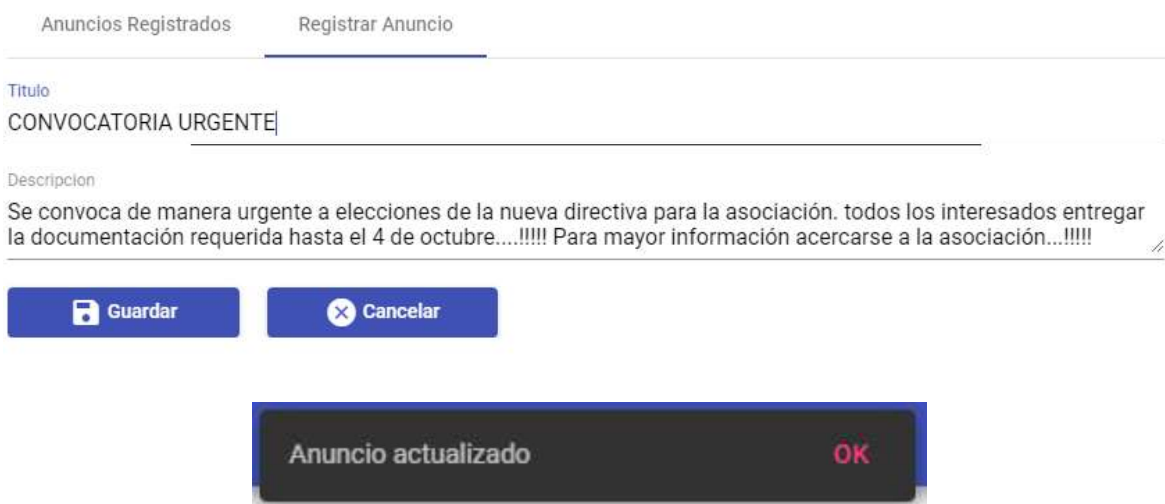 Anuncios Registrados Registrar Anuncio
Titulo
CONVOCATORIA URGENTE
Descripcion
Se convoca de manera urgente a elecciones de la nueva directiva para la asociación. todos los interesados entregar
la documentación requerida hasta el 4 de octubre....!!!!! Para mayor información acercarse a la asociación...!!!!!
Guardar Cancelar
Anuncio actualizado OK